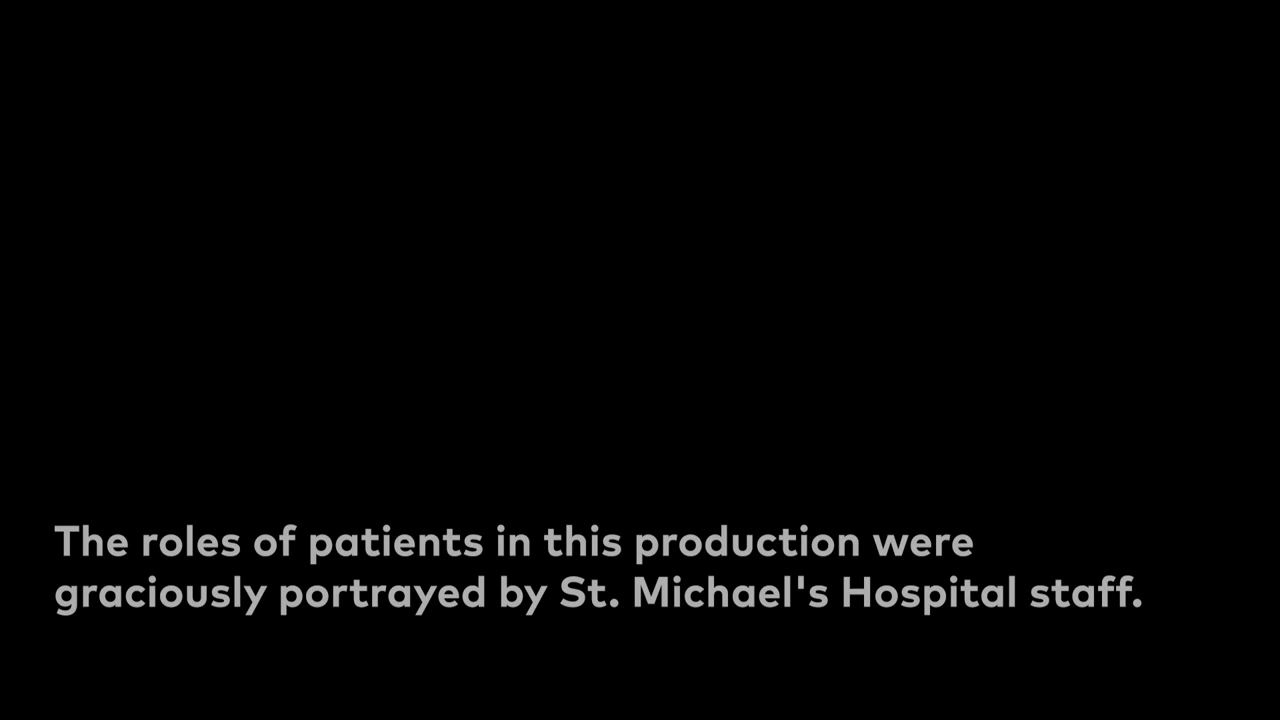 The roles of patients in this production were
graciously portrayed by St. Michael's Hospital staff.